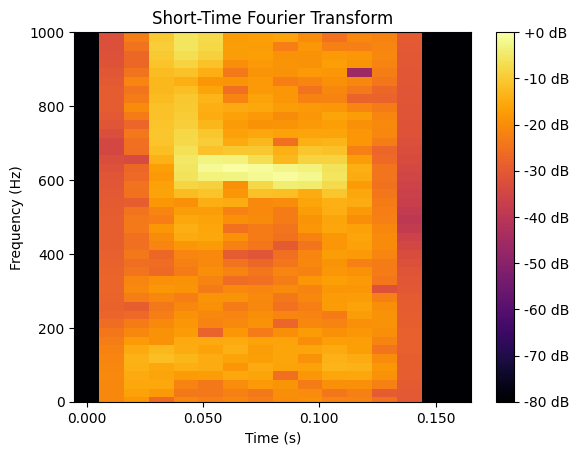 Short-Time Fourier Transform
1000
800
600
400
200
0
Frequency (Hz)
0.000
0.050
0.100
0.150
Time (s)
+0 dB
-10 dB
-20 dB
-30 dB
-40 dB
-50 dB
-60 dB
-70 dB
-80 dB